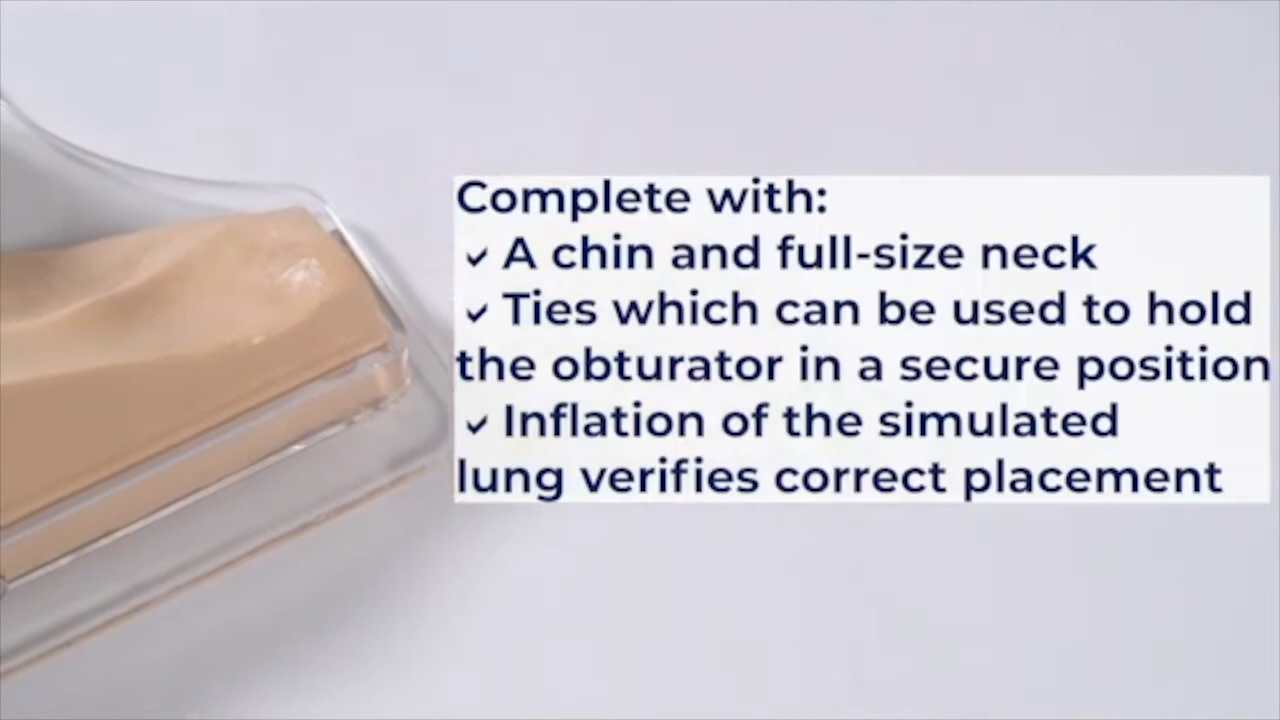 Complete with:
✓ A chin and full-size neck
✓ Ties which can be used to hold
the obturator in a secure position
✓ Inflation of the simulated
lung verifies correct placement